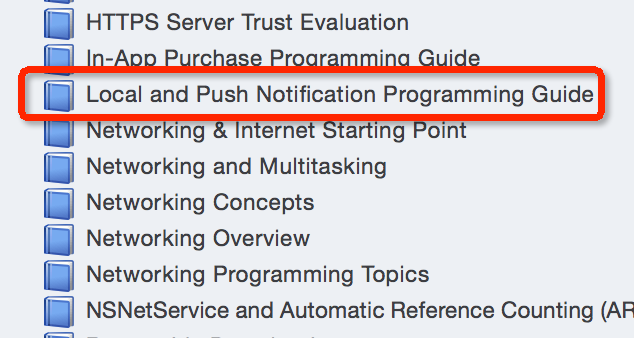 HTTPS Server Trust Evaluation
In-App Purchase Programming Guide
Local and Push Notification Programming Guide
Networking & Internet Starting Point
Networking and Multitasking
Networking Concepts
Networking Overview
Networking Programming Topics
NSNetService and Automatic Reference Counting (AR